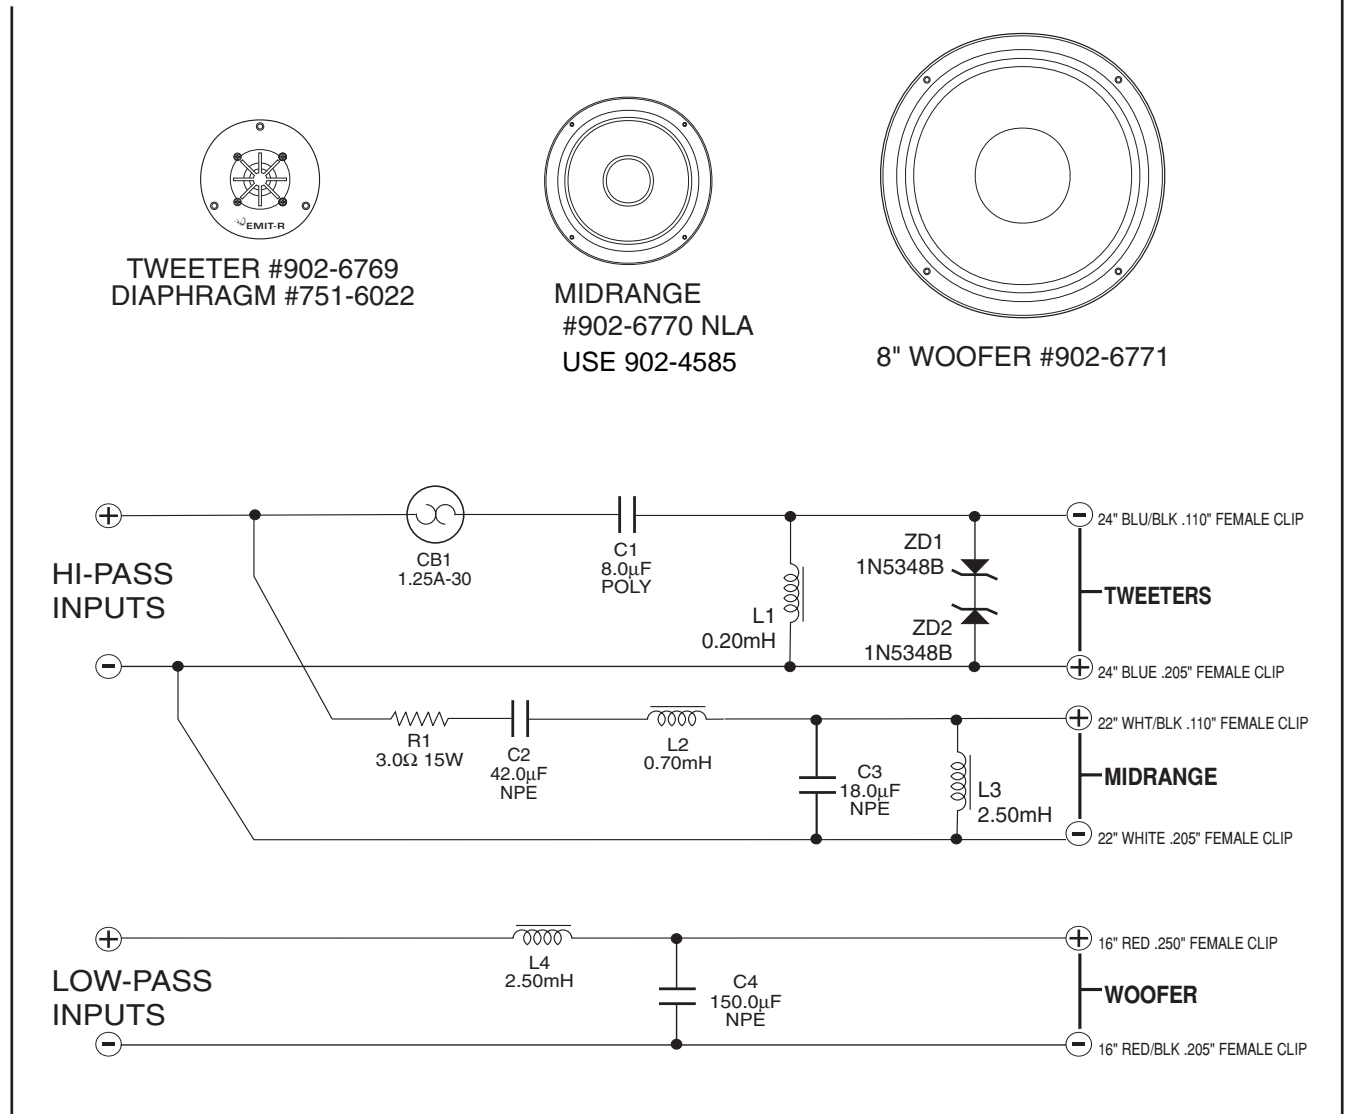 EMIT-R
TWEETER #902-6769
DIAPHRAGM #751-6022
MIDRANGE
#902-6770 NLA
USE 902-4585
8" WOOFER #902-6771
HI-PASS
INPUTS
+
-
CB1
1.25A-30
C1
8.0µF
POLY
L1
0.20mH
ZD1
1N5348B
ZD2
1N5348B
-
24" BLU/BLK .110" FEMALE CLIP
TWEETERS
+
24" BLUE .205" FEMALE CLIP
R1
3.0Ω 15W
C2
42.0µF
NPE
L2
0.70mH
C3
18.0µF
NPE
L3
2.50mH
+
22" WHT/BLK .110" FEMALE CLIP
MIDRANGE
-
22" WHITE .205" FEMALE CLIP
+
LOW-PASS
INPUTS
-
L4
2.50mH
C4
150.0µF
NPE
+
16" RED .250" FEMALE CLIP
WOOFER
-
16" RED/BLK .205" FEMALE CLIP